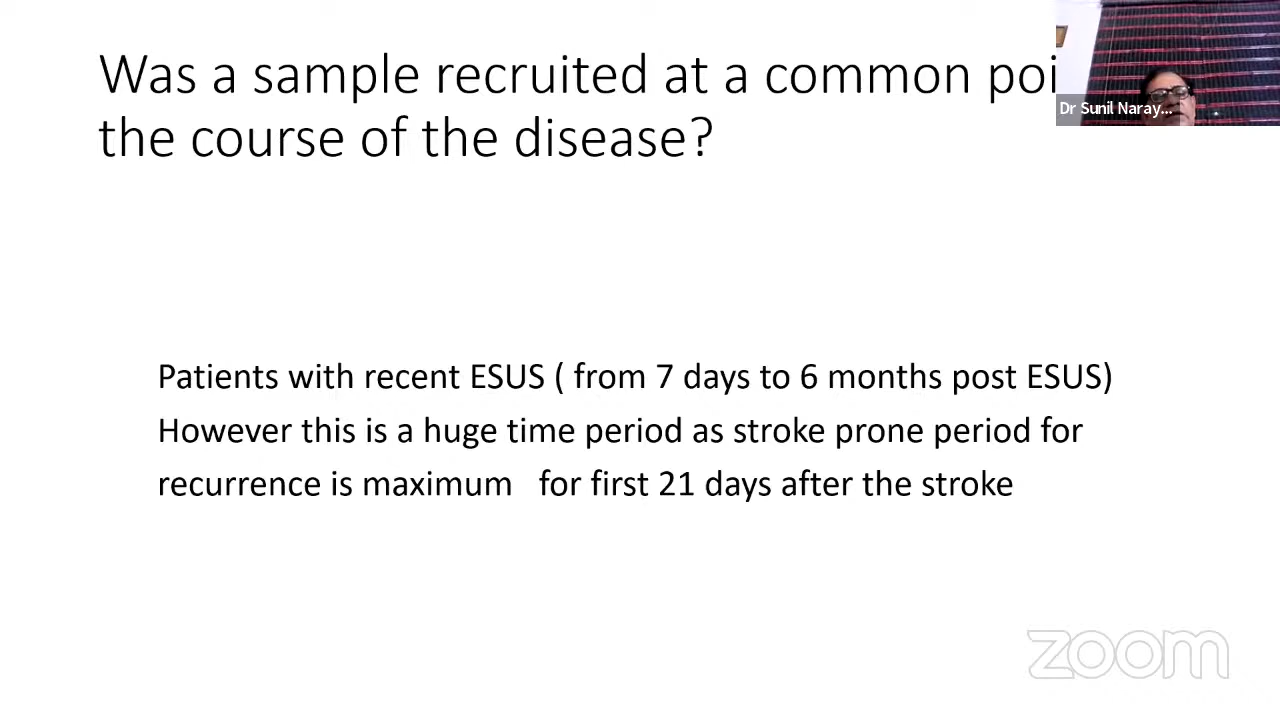 Was a sample recruited at a common poi
the course of the disease?
Dr Sunil Naray...
Patients with recent ESUS ( from 7 days to 6 months post ESUS)
However this is a huge time period as stroke prone period for
recurrence is maximum   for first 21 days after the stroke
zoom